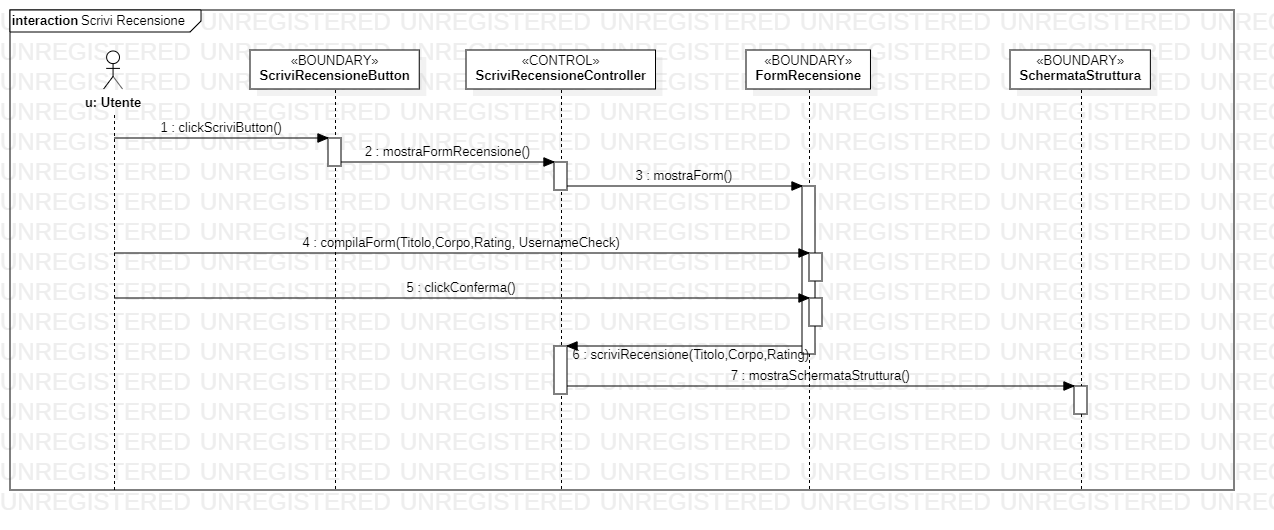 interaction Scrivi Recensione
«BOUNDARY»
ScriviRecensioneButton
«CONTROL»
ScriviRecensioneController
«BOUNDARY»
FormRecensione
«BOUNDARY»
SchermataStruttura
u: Utente
1 : clickScriviButton()
2 : mostraFormRecensione()
3 : mostraForm()
4 : compilaForm(Titolo,Corpo,Rating, UsernameCheck)
5 : clickConferma()
6 : scriviRecensione(Titolo,Corpo,Rating)
7 : mostraSchermataStruttura()
UNREGISTERED